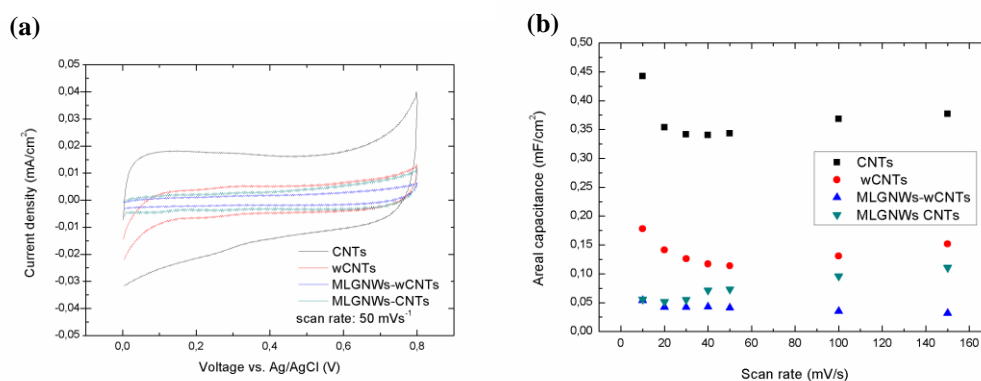 (a)
0,05
0,04
0,03
0,02
0,01
0,00
-0,01
-0,02
-0,03
-0,04
-0,05
Current density (mA/cm²)
CNTs
wCNTs
MLGNWs-wCNTs
MLGNWs-CNTs
scan rate: 50 mVs⁻¹
0,0 0,2 0,4 0,6 0,8
Voltage vs. Ag/AgCl (V)
(b)
0,50
0,45
0,40
0,35
0,30
0,25
0,20
0,15
0,10
0,05
0,00
Areal capacitance (mF/cm²)
CNTs
wCNTs
MLGNWs-wCNTs
MLGNWs CNTs
0 20 40 60 80 100 120 140 160
Scan rate (mV/s)